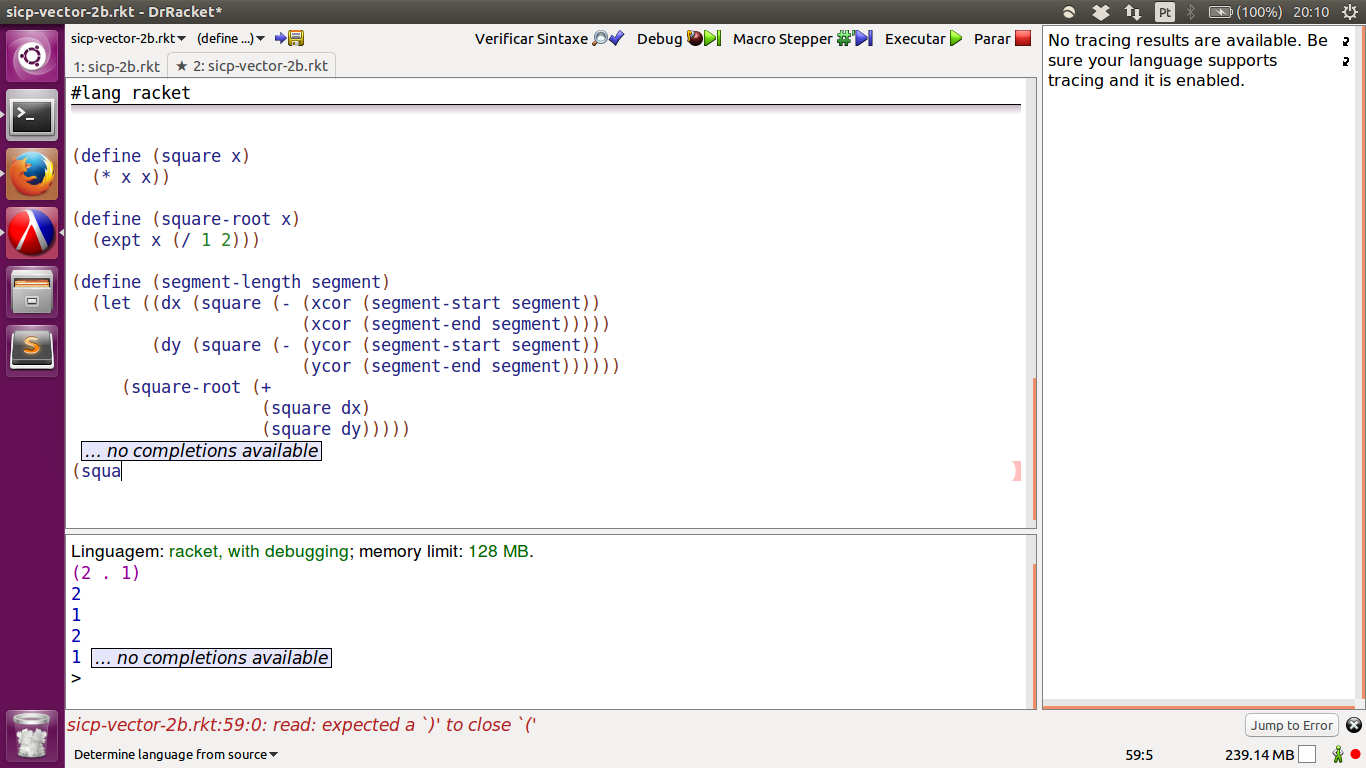 sicp-vector-2b.rkt - DrRacket*
Pt (100%) 20:10
sicp-vector-2b.rkt (define ...) Verificar Sintaxe Debug Macro Stepper Executar Parar
1: sicp-2b.rkt ★ 2: sicp-vector-2b.rkt
#lang racket
(define (square x)
(* x x))
(define (square-root x)
(expt x (/ 1 2)))
(define (segment-length segment)
(let ((dx (square (- (xcor (segment-start segment))
(xcor (segment-end segment)))))
(dy (square (- (ycor (segment-start segment))
(ycor (segment-end segment))))))
(square-root (+
(square dx)
(square dy)))))
... no completions available
(squa
Linguagem: racket, with debugging; memory limit: 128 MB.
(2 . 1)
2
1
2
1 ... no completions available
>
No tracing results are available. Be
sure your language supports
tracing and it is enabled.
sicp-vector-2b.rkt:59:0: read: expected a `)' to close `('
Jump to Error
Determine language from source 59:5 239.14 MB